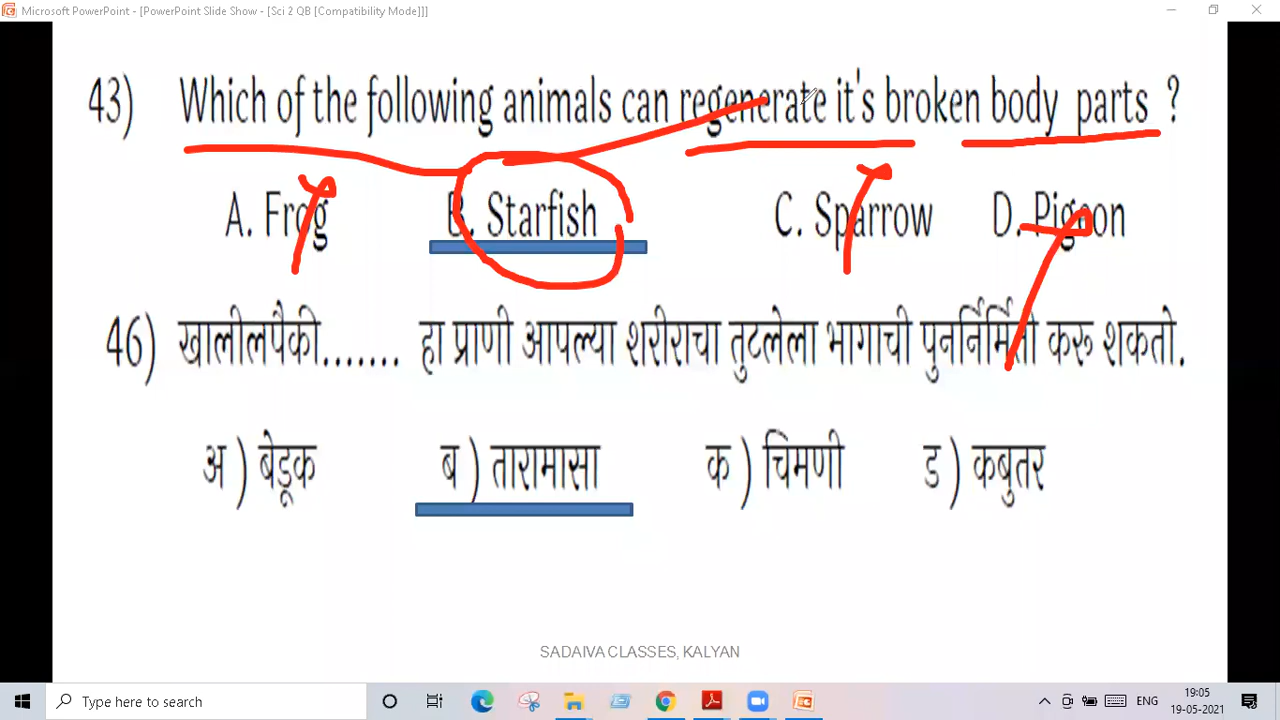 Microsoft PowerPoint - [PowerPoint Slide Show - [Sci 2 QB [Compatibility Mode]]]
43) Which of the following animals can regenerate it's broken body parts ?
A. Frog B. Starfish C. Sparrow D. Pigeon
46) खालीलपैकी....... हा प्राणी आपल्या शरीराचा तुटलेला भागाची पुनर्निर्मिती करू शकतो.
अ ) बेडूक ब ) तारामासा क ) चिमणी ड ) कबुतर
SADAIVA CLASSES, KALYAN
Type here to search
ENG
19:05
19-05-2021